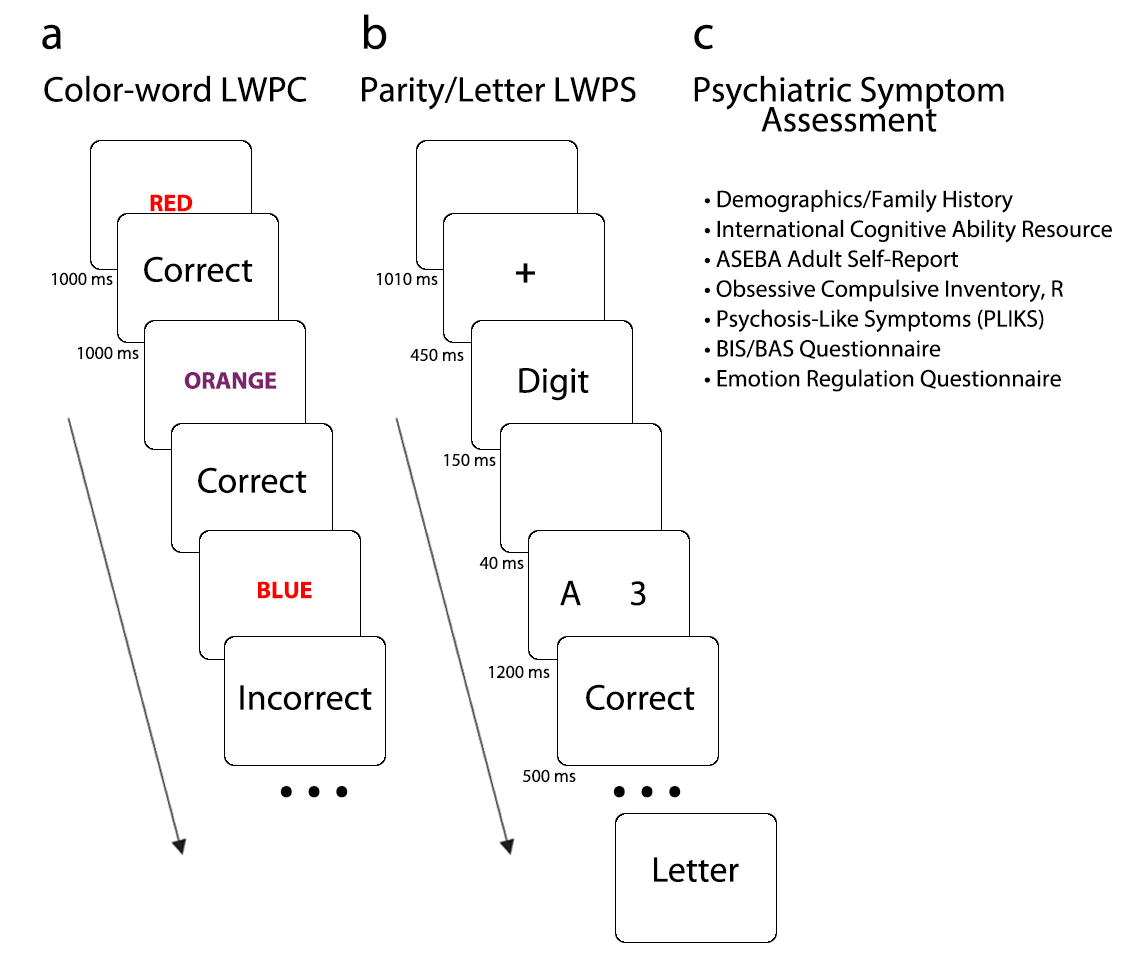 a
Color-word LWPC
RED
Correct
1000 ms
1000 ms
ORANGE
Correct
BLUE
Incorrect
• • •
b
Parity/Letter LWPS
1010 ms
+
450 ms
Digit
150 ms
40 ms
A 3
1200 ms
Correct
500 ms
• • •
Letter
c
Psychiatric Symptom
Assessment
• Demographics/Family History
• International Cognitive Ability Resource
• ASEBA Adult Self-Report
• Obsessive Compulsive Inventory, R
• Psychosis-Like Symptoms (PLIKS)
• BIS/BAS Questionnaire
• Emotion Regulation Questionnaire